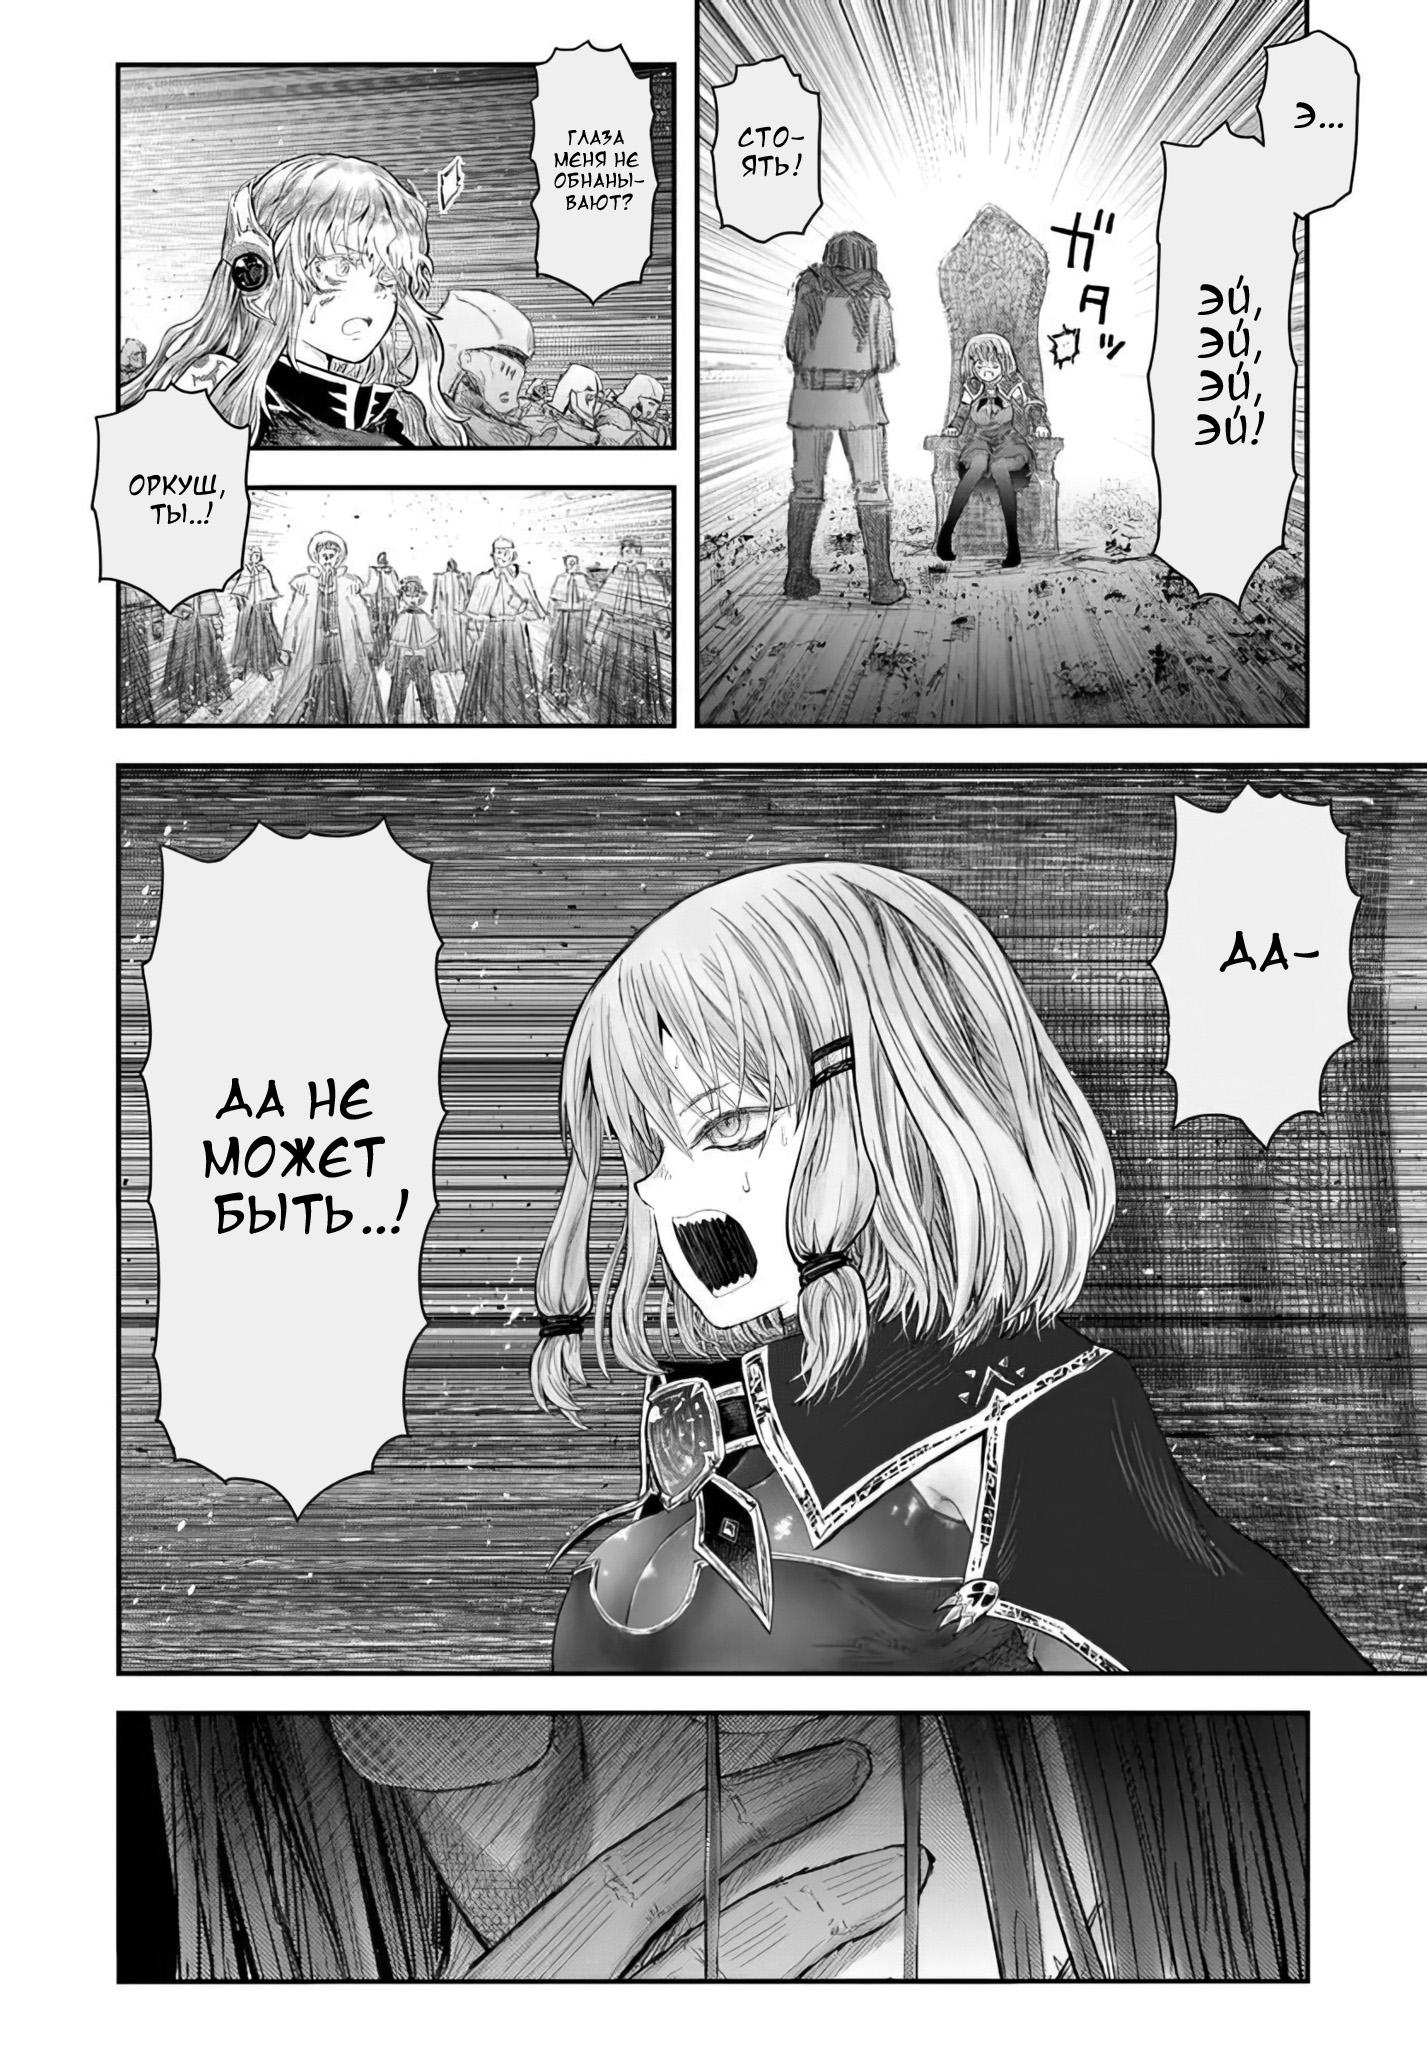 Э...
ЭЙ,
ЭЙ,
ЭЙ,
ЭЙ!
ガタッ
СТО-
ЯТЬ!
ГЛАЗА
МЕНЯ НЕ
ОБНАНЫ-
ВАЮТ?
ОРКУШ,
ТЫ...!
ДА-
ДА НЕ
МОЖЕТ
БЫТЬ...!